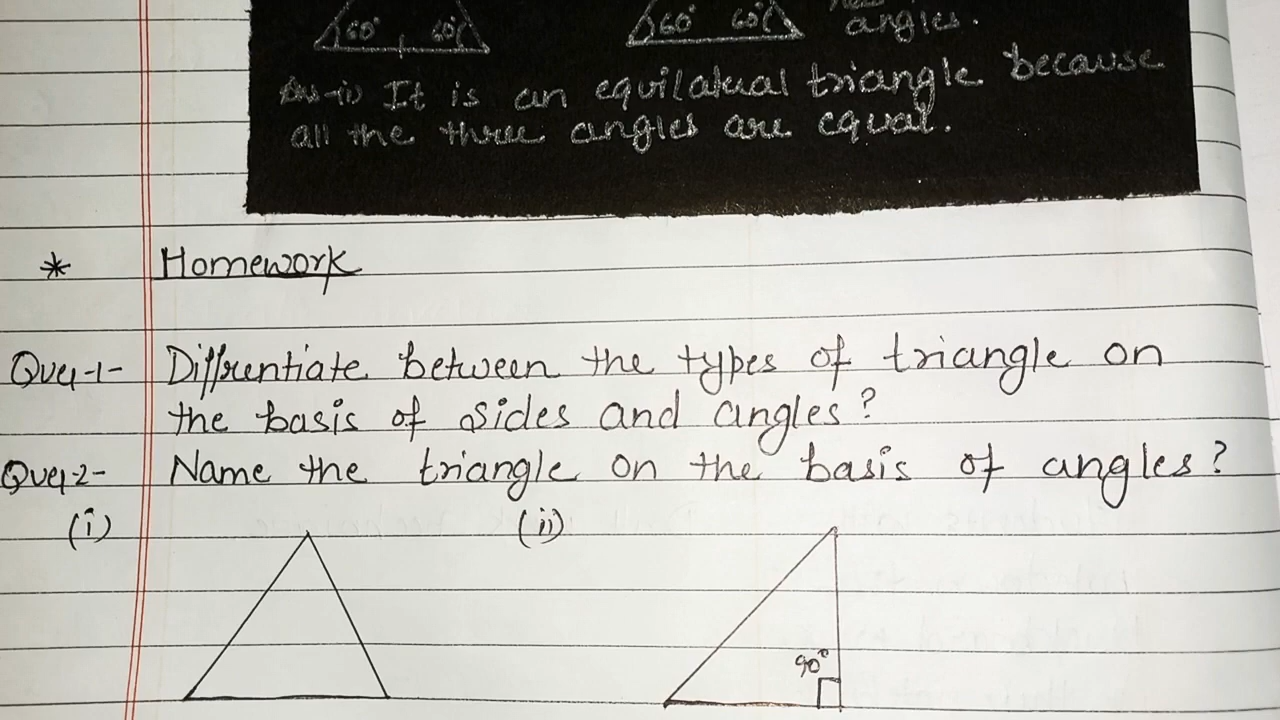 60° 60° 60° 60° angles.
Ans-i) It is an equilateral triangle because
all the three angles are equal.
* Homework
Que-1- Diffrentiate between the types of triangle on
the basis of sides and angles?
Que-2- Name the triangle on the basis of angles?
(i) (ii)
90°